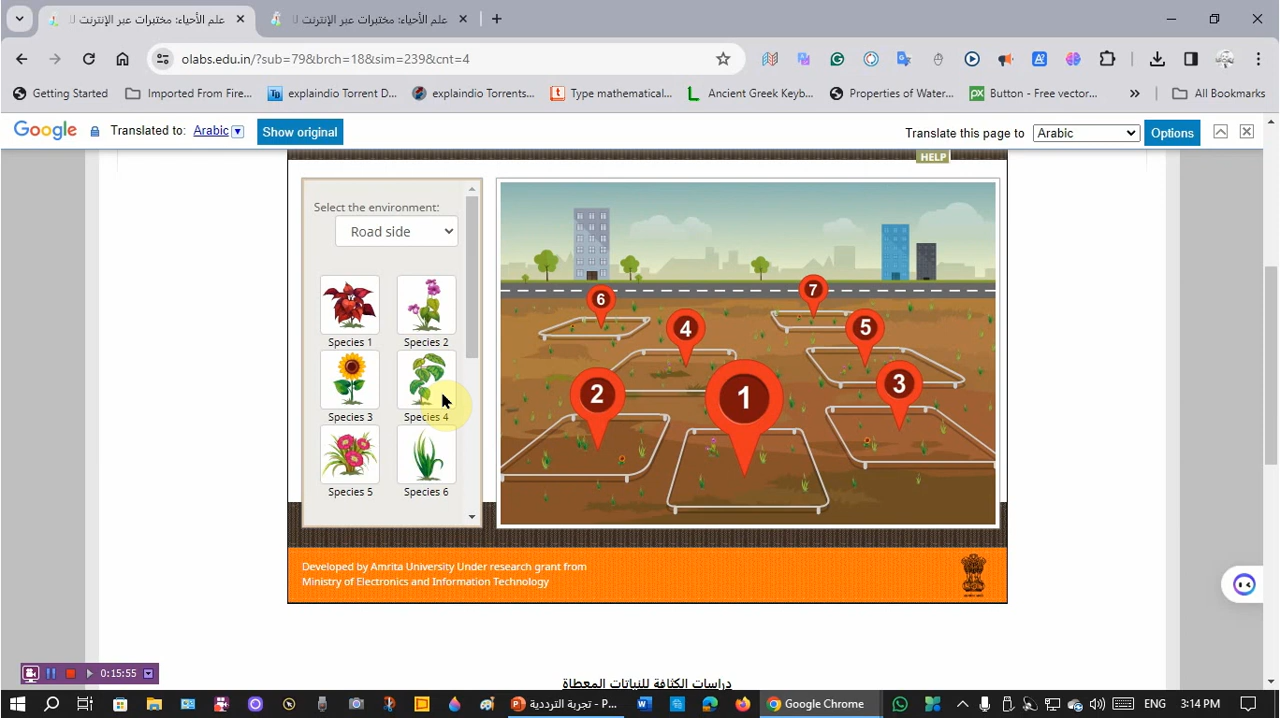 علم الأحياء: مختبرات عبر الإنترنت ل
علم الأحياء: مختبرات عبر الإنترنت ل
olabs.edu.in/?sub=79&brch=18&sim=239&cnt=4
Getting Started
Imported From Fire...
explaindio Torrent D...
explaindio Torrents...
Type mathematical...
Ancient Greek Keyb...
Properties of Water...
Button - Free vector...
All Bookmarks
Google
Translated to: Arabic
Show original
Translate this page to
Arabic
Options
HELP
Select the environment:
Road side
Species 1
Species 2
Species 3
Species 4
Species 5
Species 6
6
7
4
5
2
1
3
Developed by Amrita University Under research grant from
Ministry of Electronics and Information Technology
دراسات الكثافة للنباتات المعطاة
0:15:55
P - تجربة الترددية...
Google Chrome
ENG
3:14 PM